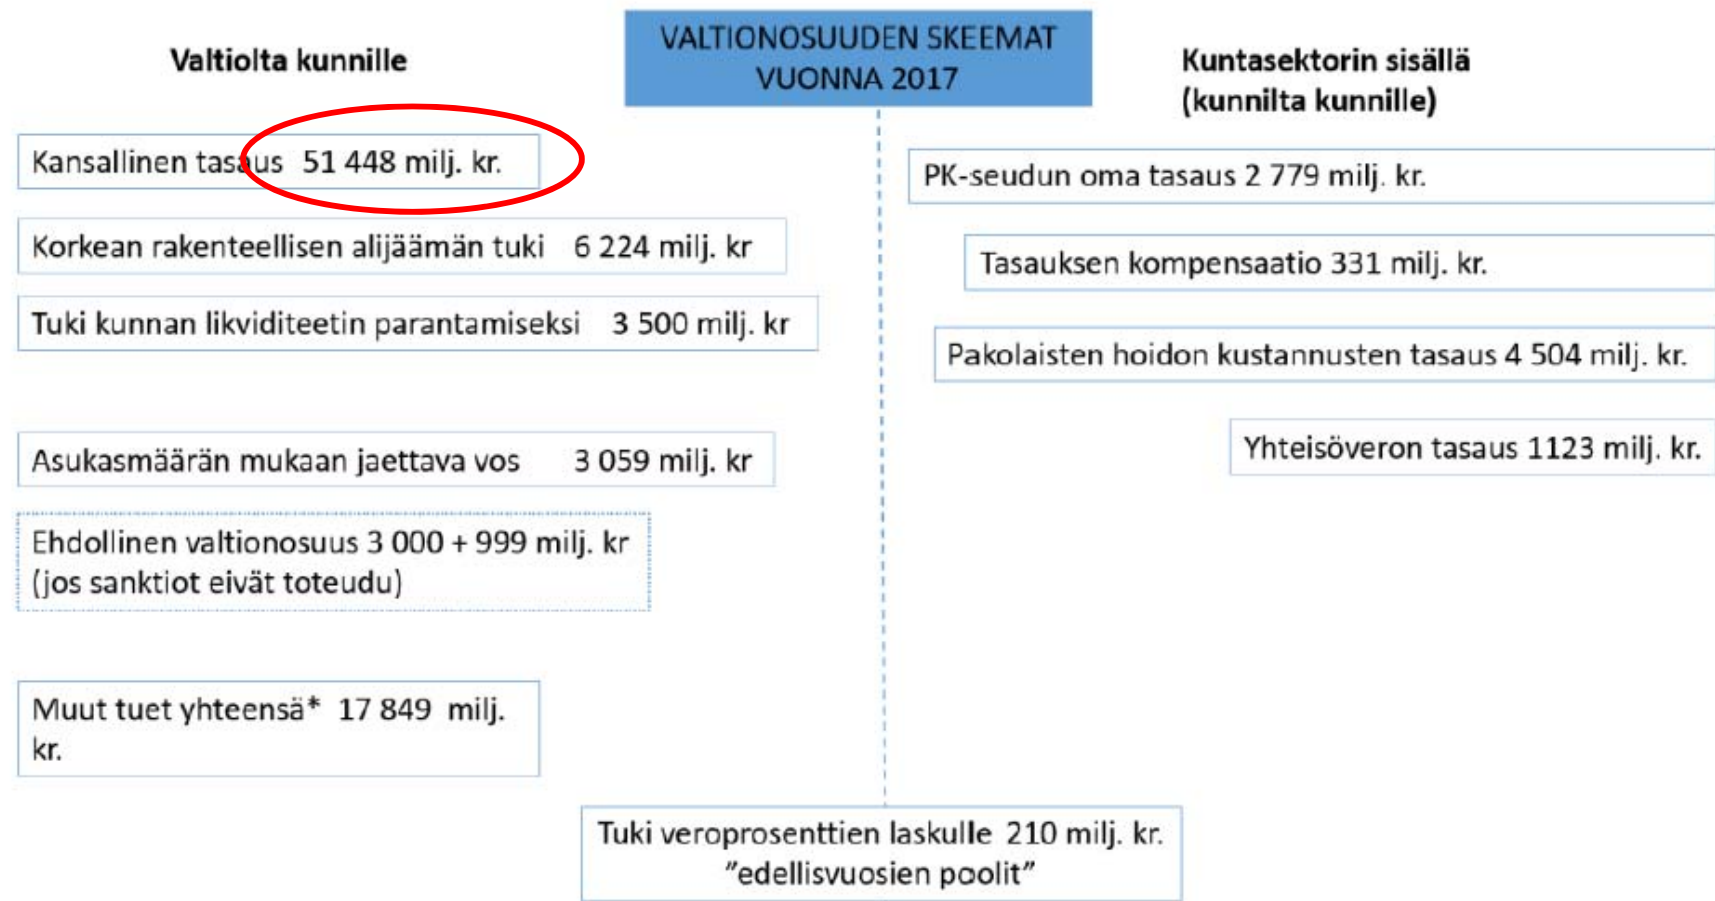 VALTIONOSUUDEN SKEEMAT
VUONNA 2017
Valtiolta kunnille
Kansallinen tasaus 51 448 milj. kr.
Korkean rakenteellisen alijäämän tuki 6 224 milj. kr
Tuki kunnan likviditeetin parantamiseksi 3 500 milj. kr
Asukasmäärän mukaan jaettava vos 3 059 milj. kr
Ehdollinen valtionosuus 3 000 + 999 milj. kr
(jos sanktiot eivät toteudu)
Muut tuet yhteensä* 17 849 milj.
kr.
Kuntasektorin sisällä
(kunnilta kunnille)
PK-seudun oma tasaus 2 779 milj. kr.
Tasauksen kompensaatio 331 milj. kr.
Pakolaisten hoidon kustannusten tasaus 4 504 milj. kr.
Yhteisöveron tasaus 1123 milj. kr.
Tuki veroprosenttien laskulle 210 milj. kr.
”edellisvuosien poolit”